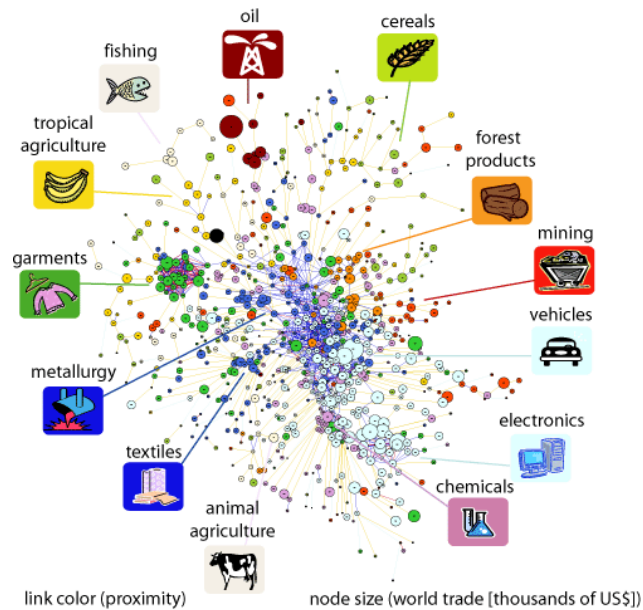 oil
cereals
fishing
tropical
agriculture
forest
products
garments
mining
vehicles
metallurgy
electronics
textiles
chemicals
animal
agriculture
link color (proximity)
node size (world trade [thousands of US$])